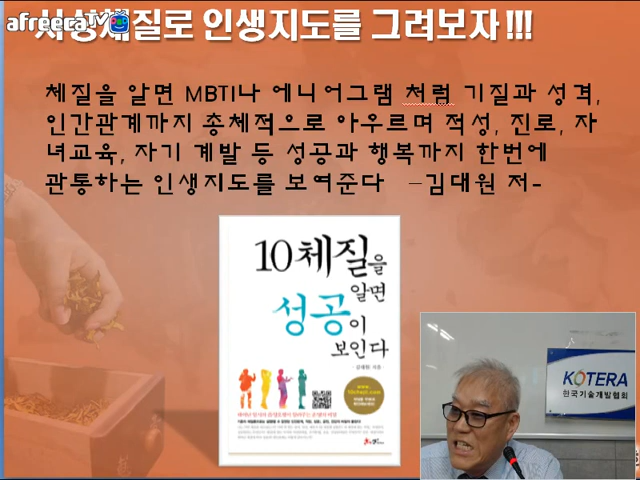 afreecaTV
사상체질로 인생지도를 그려보자!!!
체질을 알면 MBTI나 에니어그램 처럼 기질과 성격,
인간관계까지 총체적으로 아우르며 적성, 진로, 자
녀교육, 자기 계발 등 성공과 행복까지 한번에
관통하는 인생지도를 보여준다 -김대원 저-
10체질을
알면
성공이
보인다
KOTERA
한국기술개발협회